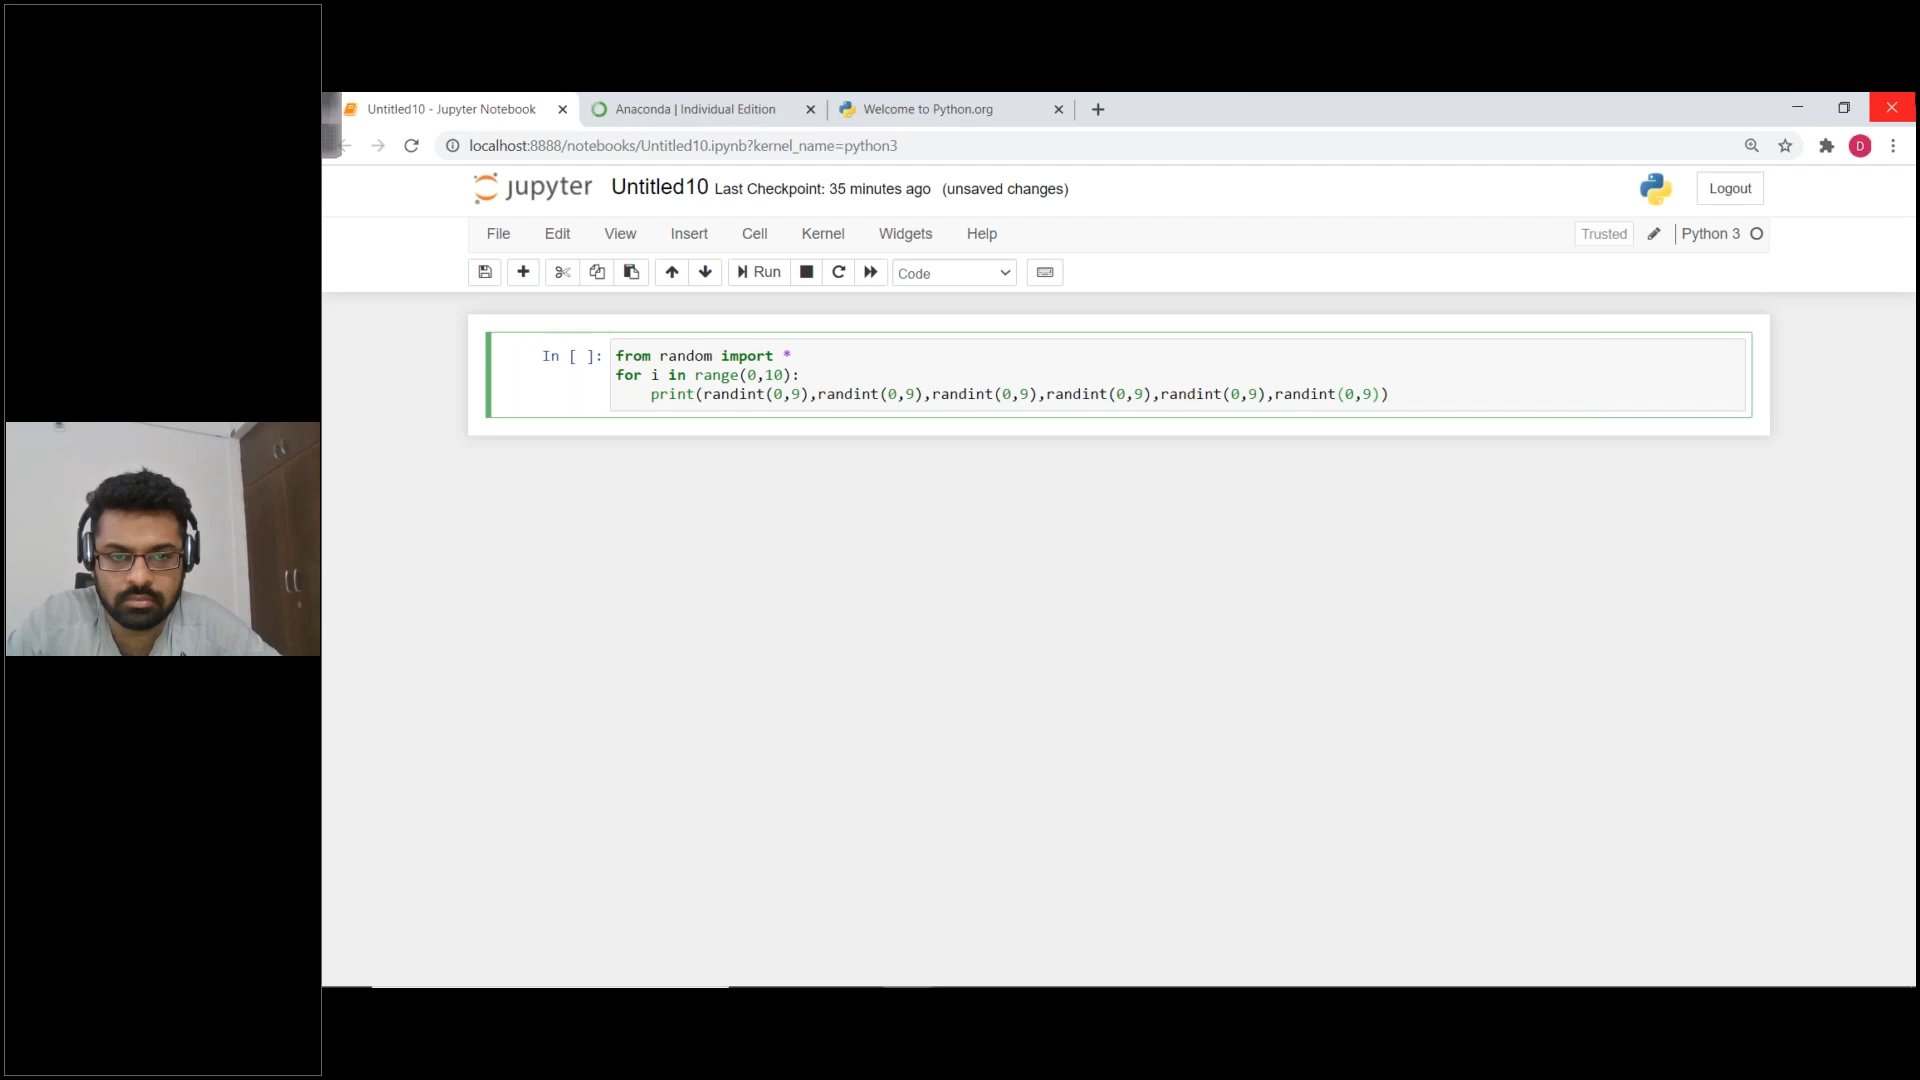 Untitled10 - Jupyter Notebook
Anaconda | Individual Edition
Welcome to Python.org
localhost:8888/notebooks/Untitled10.ipynb?kernel_name=python3
D
jupyter Untitled10 Last Checkpoint: 35 minutes ago (unsaved changes)
Logout
File Edit View Insert Cell Kernel Widgets Help
Trusted
Python 3
Run
Code
In [ ]: from random import *
for i in range(0,10):
print(randint(0,9),randint(0,9),randint(0,9),randint(0,9),randint(0,9),randint(0,9))